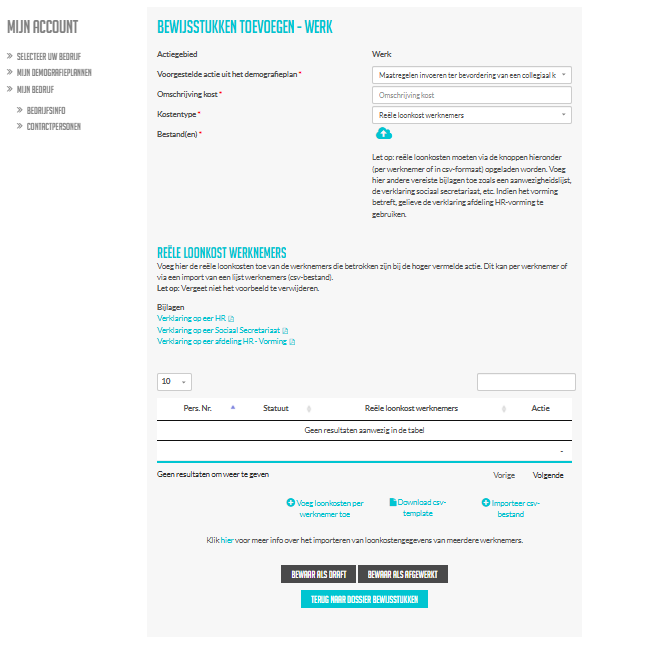 MIJN ACCOUNT
SELECTEER UW BEDRIJF
MIJN DEMOGRAFIEPLANNEN
MIJN BEDRIJF
BEDRIJFSINFO
CONTACTPERSONEN
BEWIJSSTUKKEN TOEVOEGEN - WERK
Actiegebied Werk
Voorgestelde actie uit het demografieplan * Maatregelen invoeren ter bevordering van een collegiaal k
Omschrijving kost * Omschrijving kost
Kostentype * Reële loonkost werknemers
Bestand(en) *
Let op: reële loonkosten moeten via de knoppen hieronder
(per werknemer of in csv-formaat) opgeladen worden. Voeg
hier andere vereiste bijlagen toe zoals een aanwezigheidslijst,
de verklaring sociaal secretariaat, etc. Indien het vorming
betreft, gelieve de verklaring afdeling HR-vorming te
gebruiken.
REËLE LOONKOST WERKNEMERS
Voeg hier de reële loonkosten toe van de werknemers die betrokken zijn bij de hoger vermelde actie. Dit kan per werknemer of
via een import van een lijst werknemers (csv-bestand).
Let op: Vergeet niet het voorbeeld te verwijderen.
Bijlagen
Verklaring op eer HR
Verklaring op eer Sociaal Secretariaat
Verklaring op eer afdeling HR - Vorming
10
Pers. Nr. Statuut Reële loonkost werknemers Actie
Geen resultaten aanwezig in de tabel
-
Geen resultaten om weer te geven Vorige Volgende
Voeg loonkosten per
werknemer toe
Download csv-
template
Importeer csv-
bestand
Klik hier voor meer info over het importeren van loonkostengegevens van meerdere werknemers.
BEWAAR ALS DRAFT BEWAAR ALS AFGEWERKT
TERUG NAAR DOSSIER BEWIJSSTUKKEN